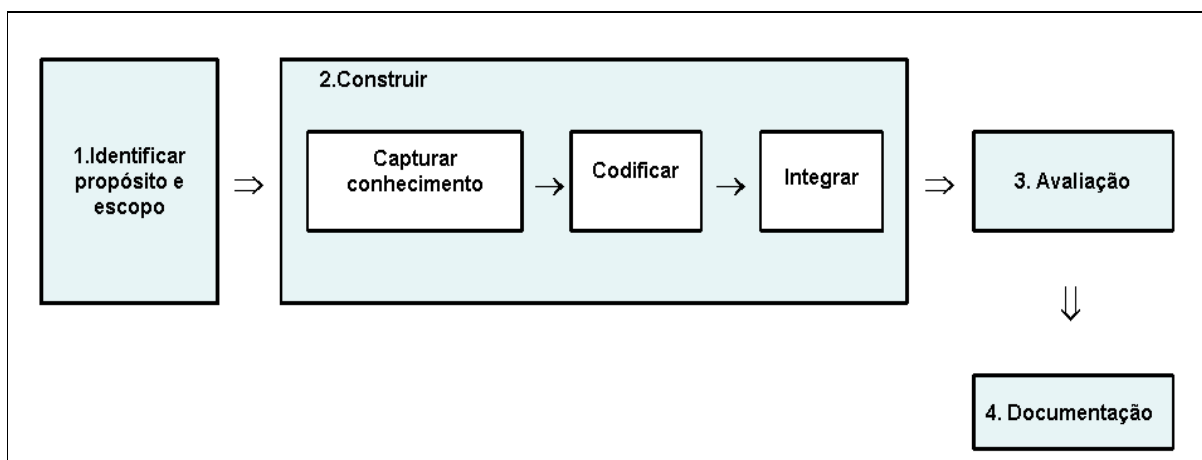 1.Identificar
propósito e
escopo
2.Construir
Capturar
conhecimento
Codificar
Integrar
3. Avaliação
4. Documentação